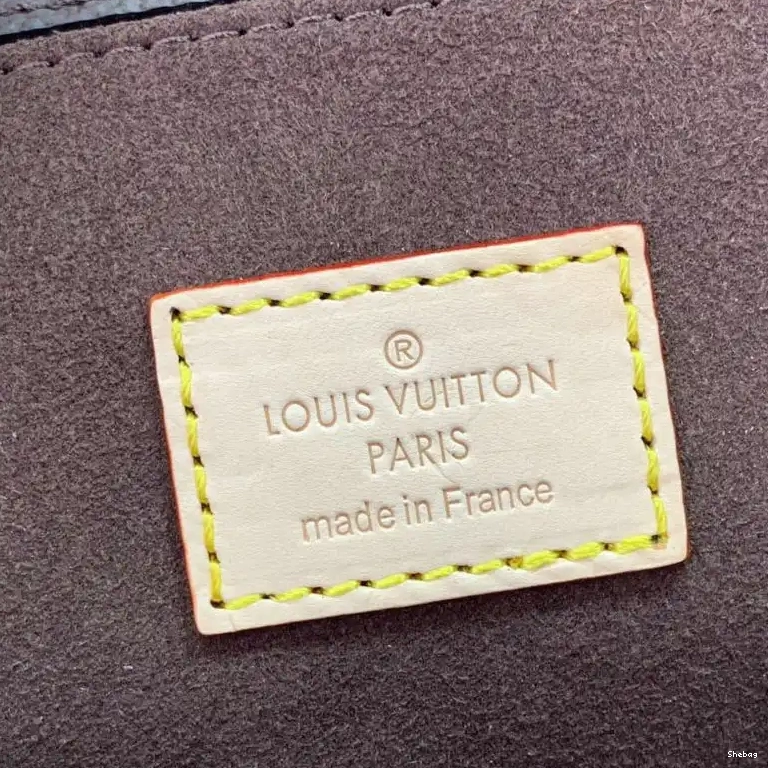 ®
LOUIS VUITTON
PARIS
made in France
Shebag